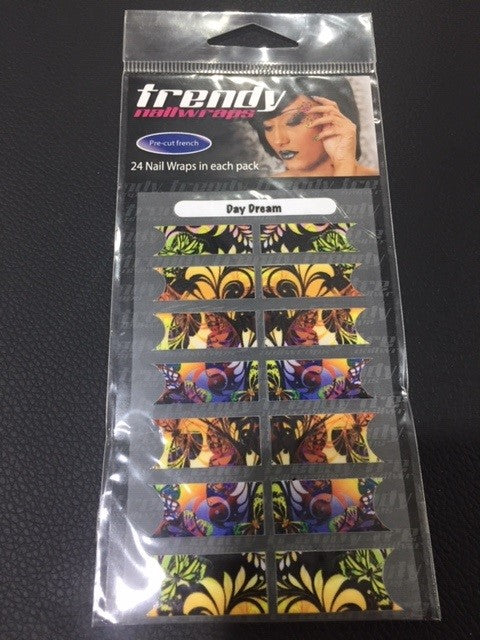 trendy
nailwraps
Pre-cut french
24 Nail Wraps in each pack
Day Dream